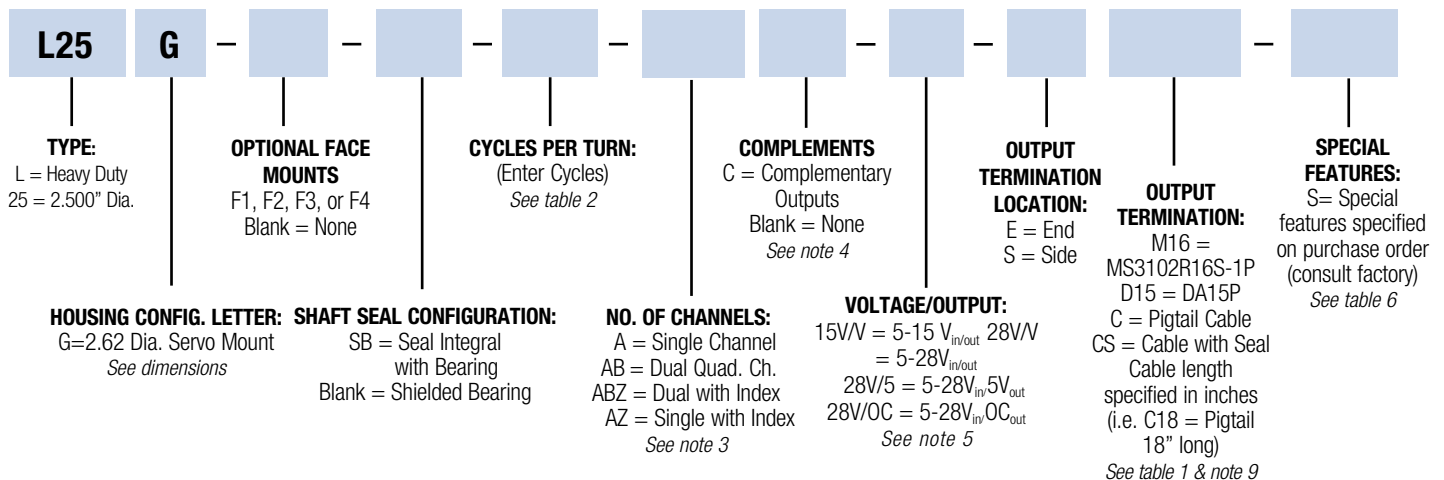 L25 G – – – – – – –
TYPE:
L = Heavy Duty
25 = 2.500” Dia.
HOUSING CONFIG. LETTER:
G=2.62 Dia. Servo Mount
See dimensions
OPTIONAL FACE
MOUNTS
F1, F2, F3, or F4
Blank = None
SHAFT SEAL CONFIGURATION:
SB = Seal Integral
with Bearing
Blank = Shielded Bearing
CYCLES PER TURN:
(Enter Cycles)
See table 2
NO. OF CHANNELS:
A = Single Channel
AB = Dual Quad. Ch.
ABZ = Dual with Index
AZ = Single with Index
See note 3
COMPLEMENTS
C = Complementary
Outputs
Blank = None
See note 4
VOLTAGE/OUTPUT:
15V/V = 5-15 Vin/out 28V/V
= 5-28Vin/out
28V/5 = 5-28Vin/5Vout
28V/OC = 5-28Vin/OCout
See note 5
OUTPUT
TERMINATION
LOCATION:
E = End
S = Side
OUTPUT
TERMINATION:
M16 =
MS3102R16S-1P
D15 = DA15P
C = Pigtail Cable
CS = Cable with Seal
Cable length
specified in inches
(i.e. C18 = Pigtail
18” long)
See table 1 & note 9
SPECIAL
FEATURES:
S= Special
features specified
on purchase order
(consult factory)
See table 6